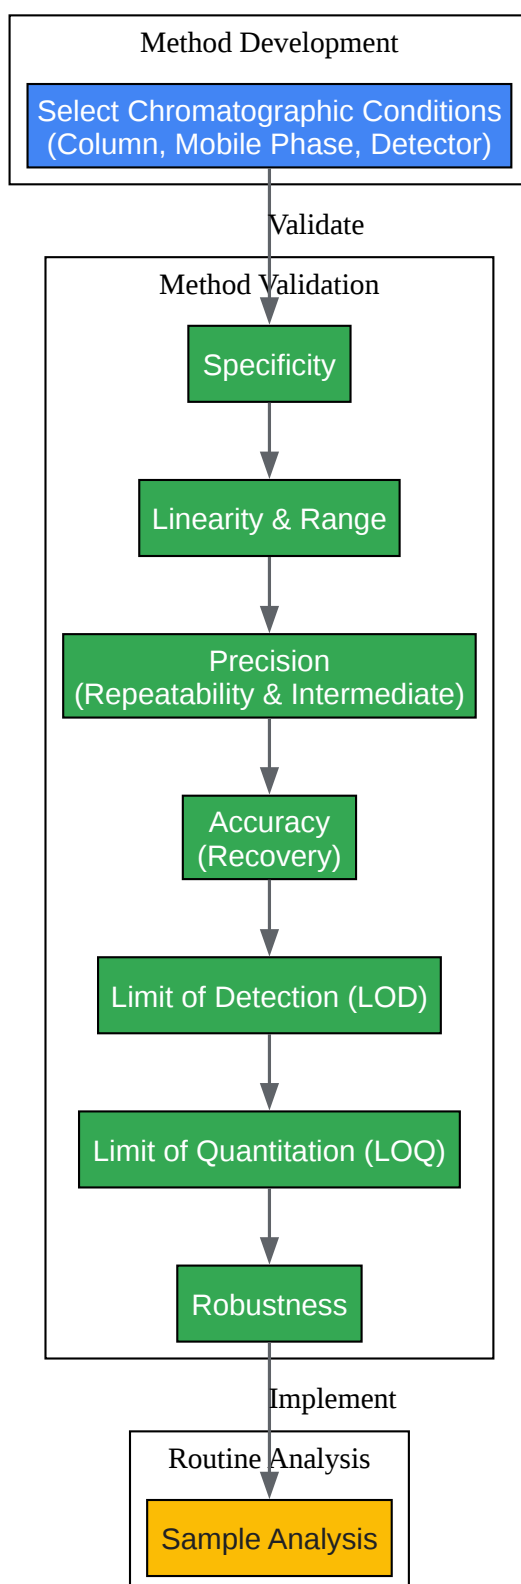 Method Development
Select Chromatographic Conditions
(Column, Mobile Phase, Detector)
Validate
Method Validation
Specificity
Linearity & Range
Precision
(Repeatability & Intermediate)
Accuracy
(Recovery)
Limit of Detection (LOD)
Limit of Quantitation (LOQ)
Robustness
Implement
Routine Analysis
Sample Analysis